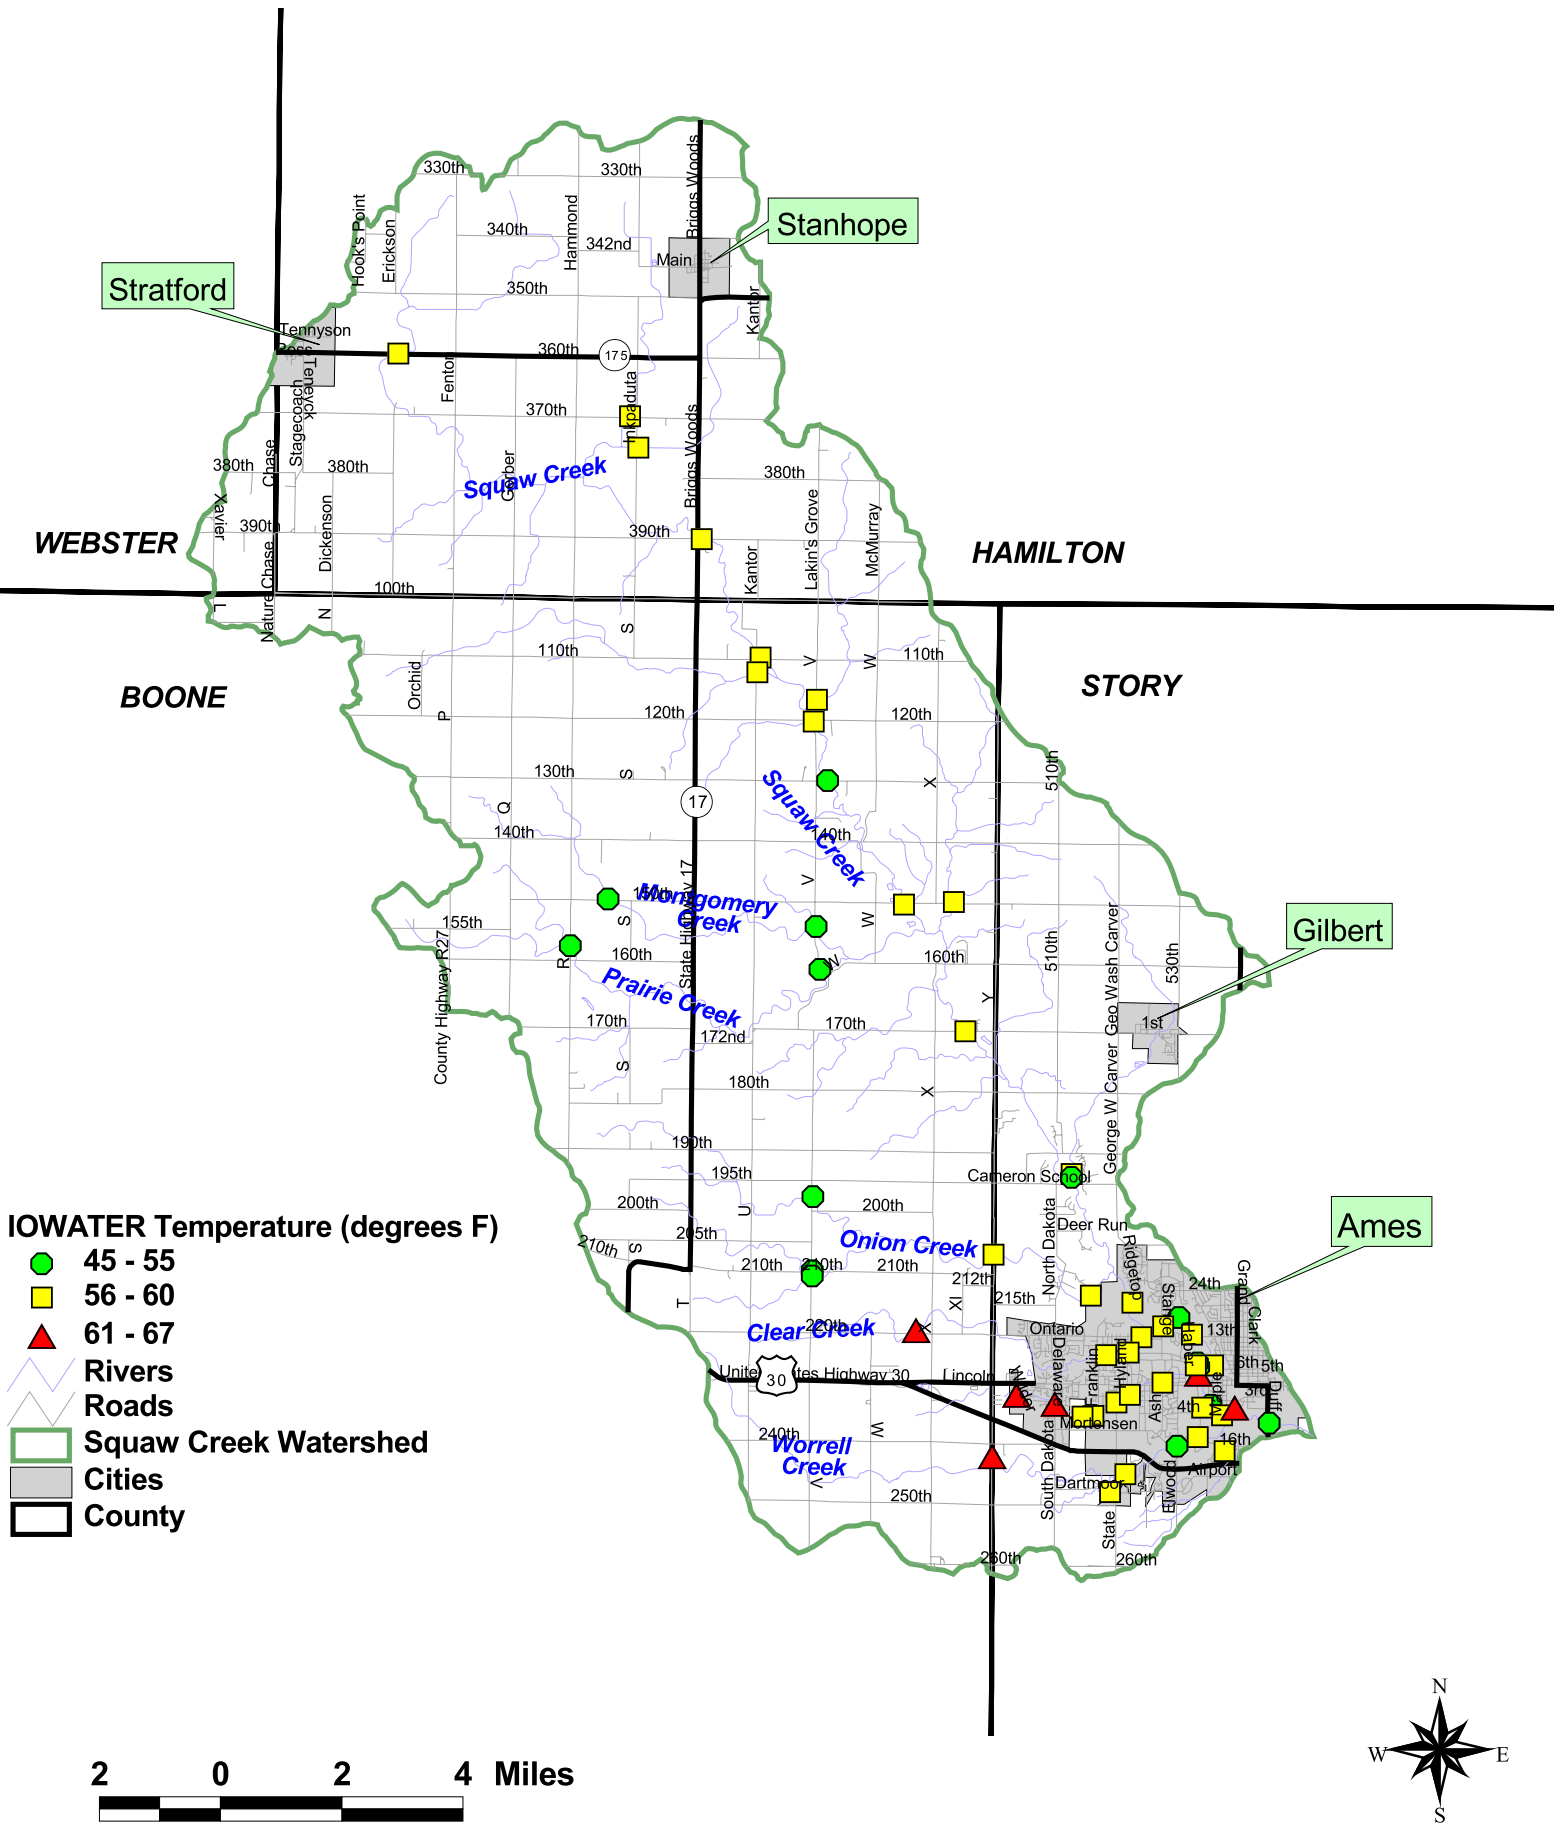 330th
330th
Briggs Woods
Hook's Point
Erickson
Hammond
340th
342nd
Stanhope
Main
Stratford
350th
Kantor
Tennyson
360th
175
Teneyck
Fenton
Inkpaduta
370th
Stagecoach
Briggs Woods
Chase
380th
380th
380th
Squaw Creek
Gerber
Xavier
390th
390th
Dickenson
Lakin's Grove
McMurray
WEBSTER
HAMILTON
Kantor
Nature Chase
100th
L
N
S
110th
V
W
110th
BOONE
STORY
Orchid
P
120th
120th
130th
S
Squaw Creek
X
510th
Q
17
140th
140th
State Highway 17
150th
V
Montgomery
Creek
S
W
155th
County Highway R27
160th
R
W
160th
510th
Geo Wash Carver
530th
Gilbert
Prairie Creek
Y
170th
172nd
170th
1st
S
180th
X
George W Carver
190th
195th
Cameron School
200th
U
200th
North Dakota
Deer Run
Ames
IOWATER Temperature (degrees F)
45 - 55
56 - 60
61 - 67
Rivers
Roads
Squaw Creek Watershed
Cities
County
205th
210th
S
Onion Creek
Ridgetop
210th
210th
210th
212th
24th
Grand
T
XI
215th
Stange
Clark
Clear Creek
220th
X
Ontario
13th
Haber
Delaware
Hyland
Franklin
6th
5th
30
Lincoln
3rd
Duff
Maple
4th
Ash
Mortensen
W
240th
Worrell
Creek
16th
Airport
V
South Dakota
Dartmoor
Elwood
250th
State
260th
260th
2 0 2 4 Miles
N
W
E
S